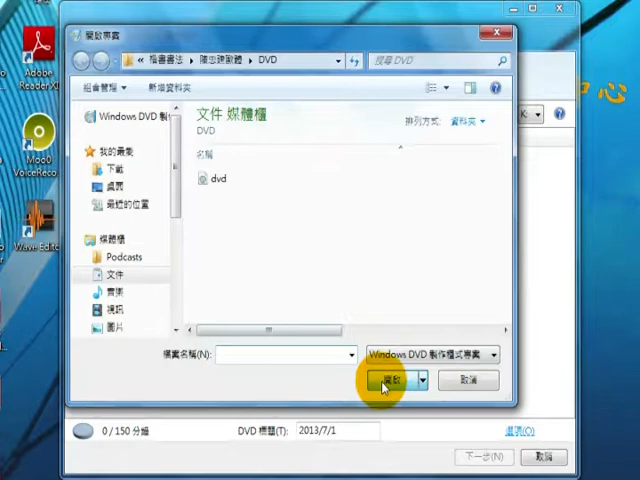 開啟專案
Adobe
Reader XI
« 楷書書法 ▸ 陳忠建歐體 ▸ DVD
搜尋 DVD
組合管理
新增資料夾
Windows DVD 製
文件 媒體櫃
DVD
排列方式:
資料夾
K:
我的最愛
下載
桌面
最近的位置
名稱
dvd
Moo0
VoiceReco...
媒體櫃
Podcasts
文件
音樂
視訊
圖片
Wave Edito
檔案名稱(N):
Windows DVD 製作程式專案
開啟
取消
0 / 150 分鐘
DVD 標題(T):
2013/7/1
選項(O)
下一步(N)
取消